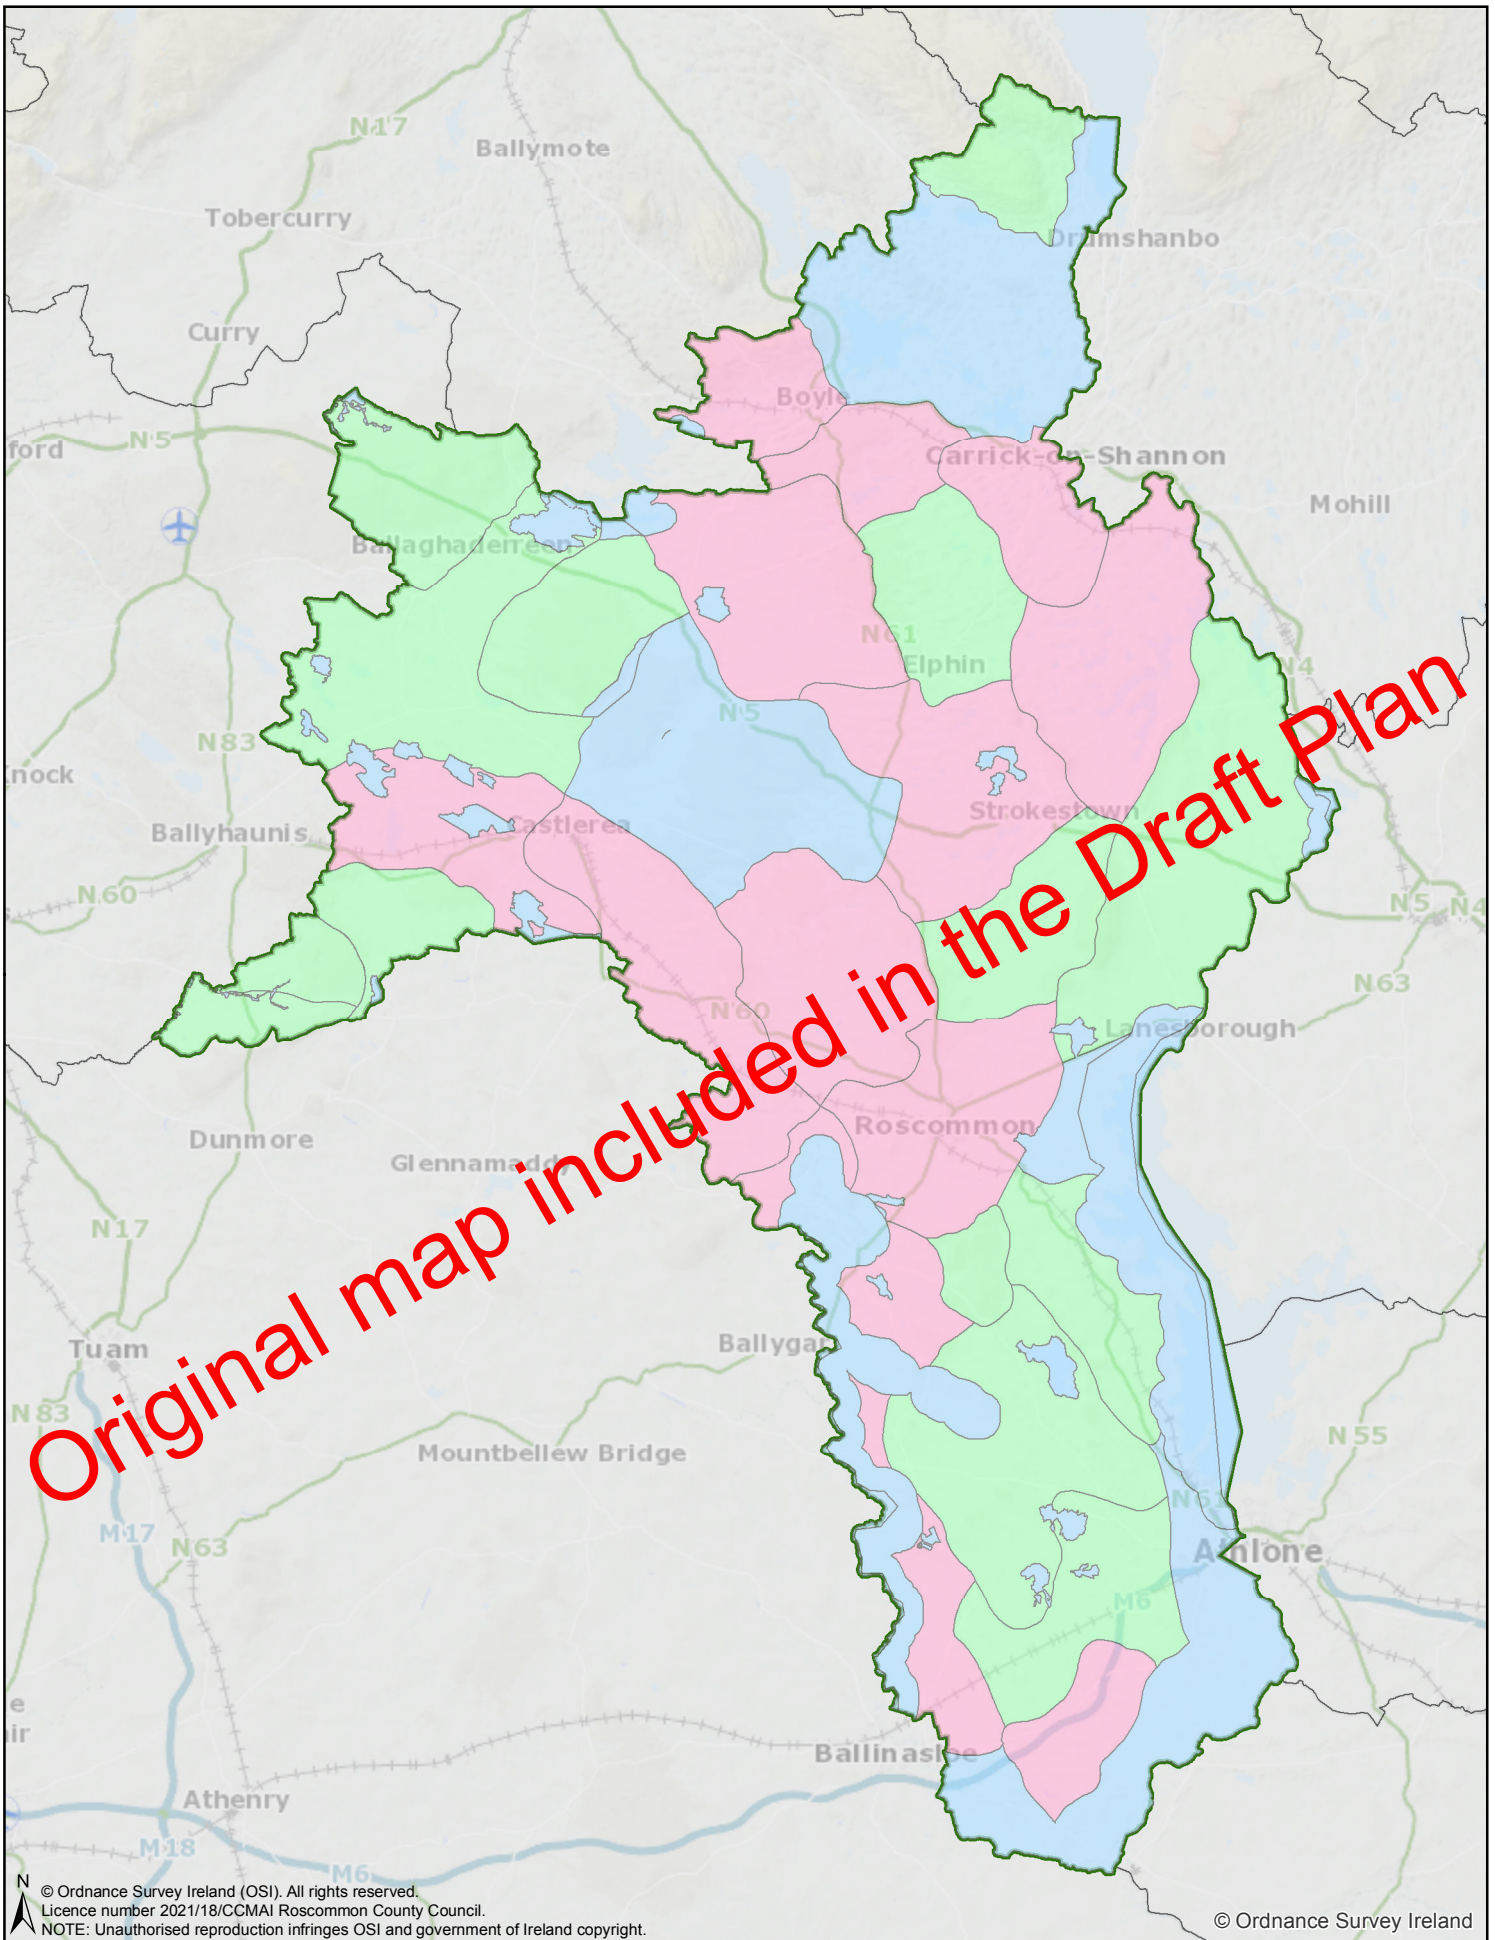 N17
Ballymote
Tobercurry
Drumshanbo
Curry
Boyle
N5
ford
Carrick-on-Shannon
Mohill
Ballaghaderreen
N61
Elphin
N4
N5
N83
Knock
Strokestown
Ballyhaunis
Castlerea
N60
N5
N4
N63
N60
Lanesborough
Dunmore
Roscommon
Glennamaddy
N17
Original map included in the Draft Plan
Tuam
Ballygar
N83
Mountbellew Bridge
N55
N61
M17
N63
Athlone
M6
e
ir
Ballinasloe
Athenry
M18
M6
N
© Ordnance Survey Ireland (OSI). All rights reserved.
Licence number 2021/18/CCMAI Roscommon County Council.
NOTE: Unauthorised reproduction infringes OSI and government of Ireland copyright.
© Ordnance Survey Ireland